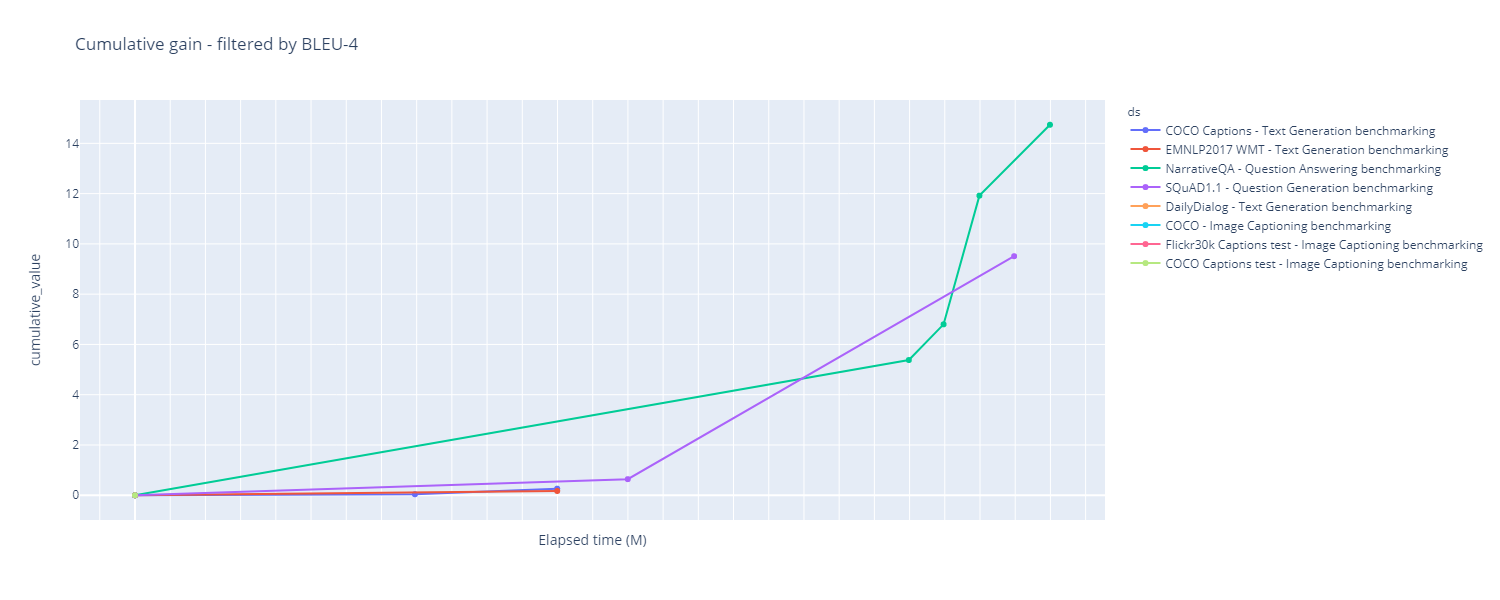 Cumulative gain - filtered by BLEU-4
14
12
10
8
6
4
2
0
cumulative_value
Elapsed time (M)
ds
COCO Captions - Text Generation benchmarking
EMNLP2017 WMT - Text Generation benchmarking
NarrativeQA - Question Answering benchmarking
SQuAD1.1 - Question Generation benchmarking
DailyDialog - Text Generation benchmarking
COCO - Image Captioning benchmarking
Flickr30k Captions test - Image Captioning benchmarking
COCO Captions test - Image Captioning benchmarking